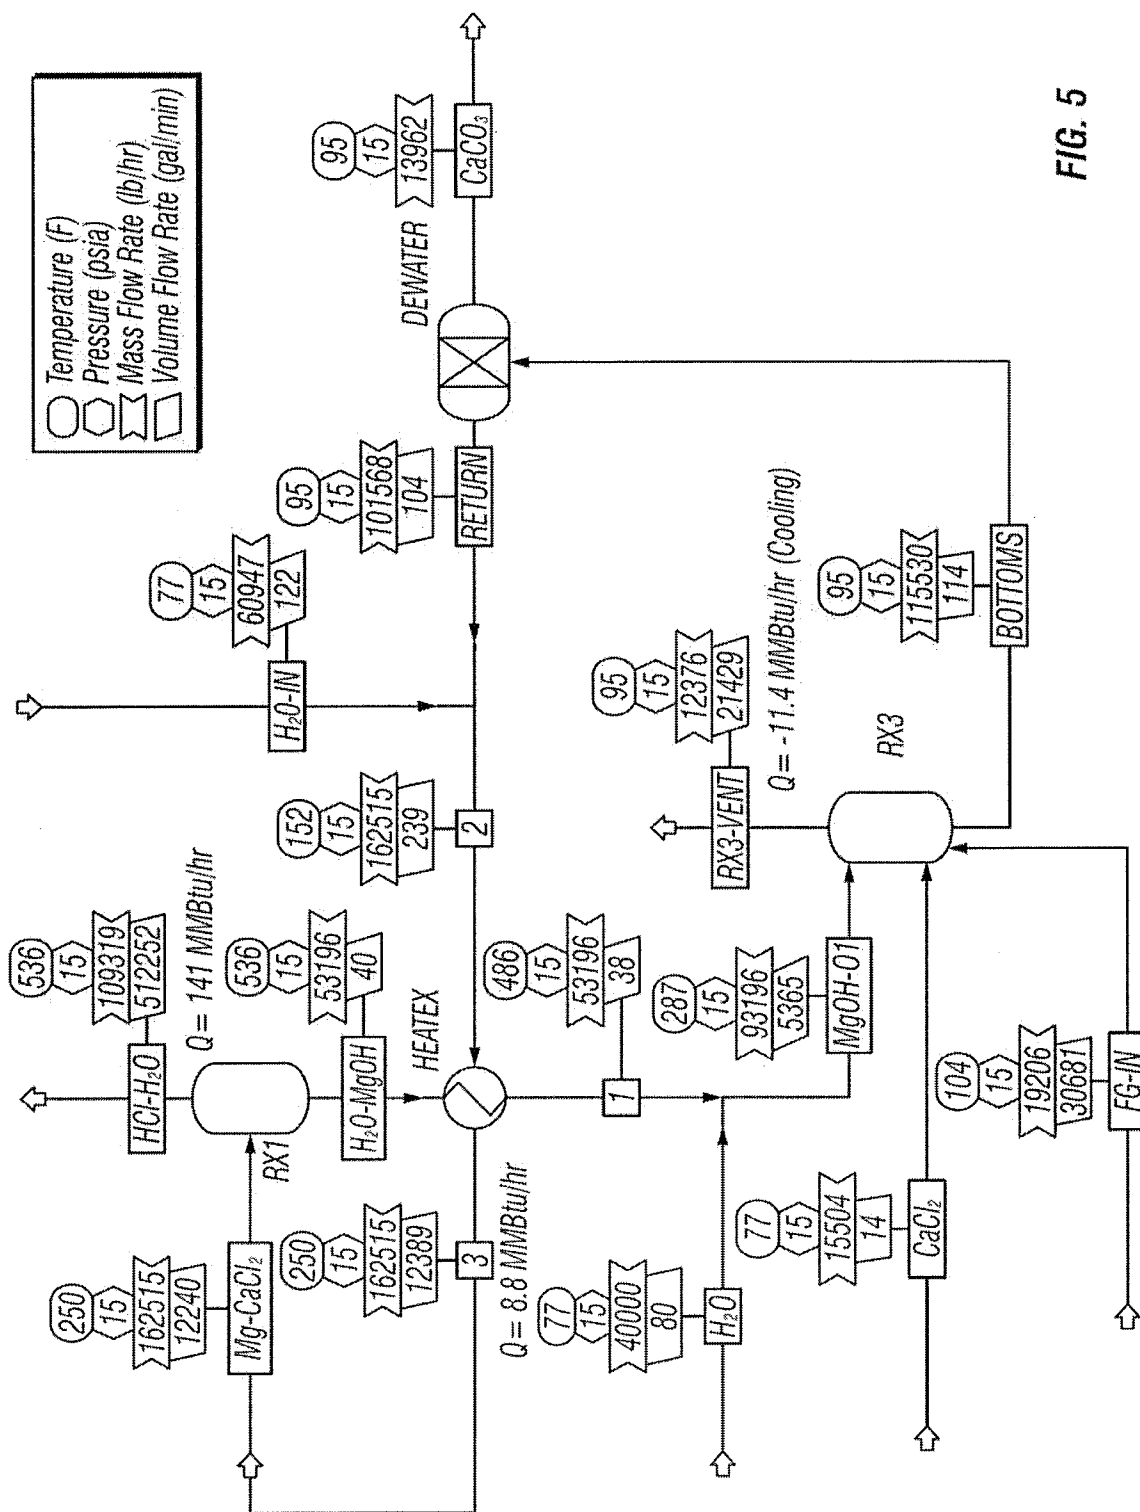 Temperature (F)
Pressure (psia)
Mass Flow Rate (lb/hr)
Volume Flow Rate (gal/min)
536
15
109319
512252
HCl-H₂O
Q= 141 MMBtu/hr
250
15
162515
12240
Mg-CaCl₂
RX1
536
15
53196
40
H₂O-MgOH
HEATEX
250
15
162515
12389
3
Q= 8.8 MMBtu/hr
152
15
162515
239
2
77
15
60947
122
H₂O-IN
95
15
101568
104
RETURN
DEWATER
95
15
13962
CaCO₃
486
15
53196
38
1
77
15
40000
80
H₂O
287
15
93196
5365
MgOH-O1
95
15
12376
21429
RX3-VENT
Q= -11.4 MMBtu/hr (Cooling)
RX3
95
15
115530
114
BOTTOMS
77
15
15504
14
CaCl₂
104
15
19206
30681
FG-IN
FIG. 5